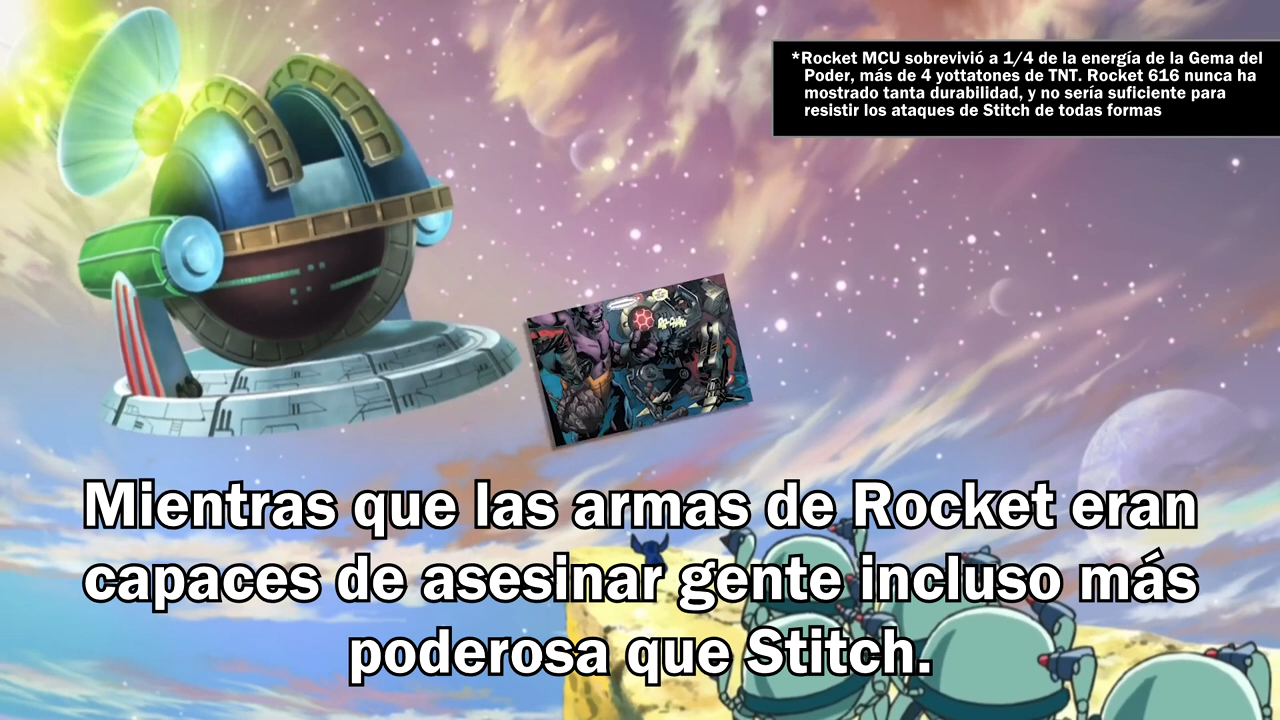 *Rocket MCU sobrevivió a 1/4 de la energía de la Gema del
Poder, más de 4 yottatones de TNT. Rocket 616 nunca ha
mostrado tanta durabilidad, y no sería suficiente para
resistir los ataques de Stitch de todas formas
Mientras que las armas de Rocket eran
capaces de asesinar gente incluso más
poderosa que Stitch.